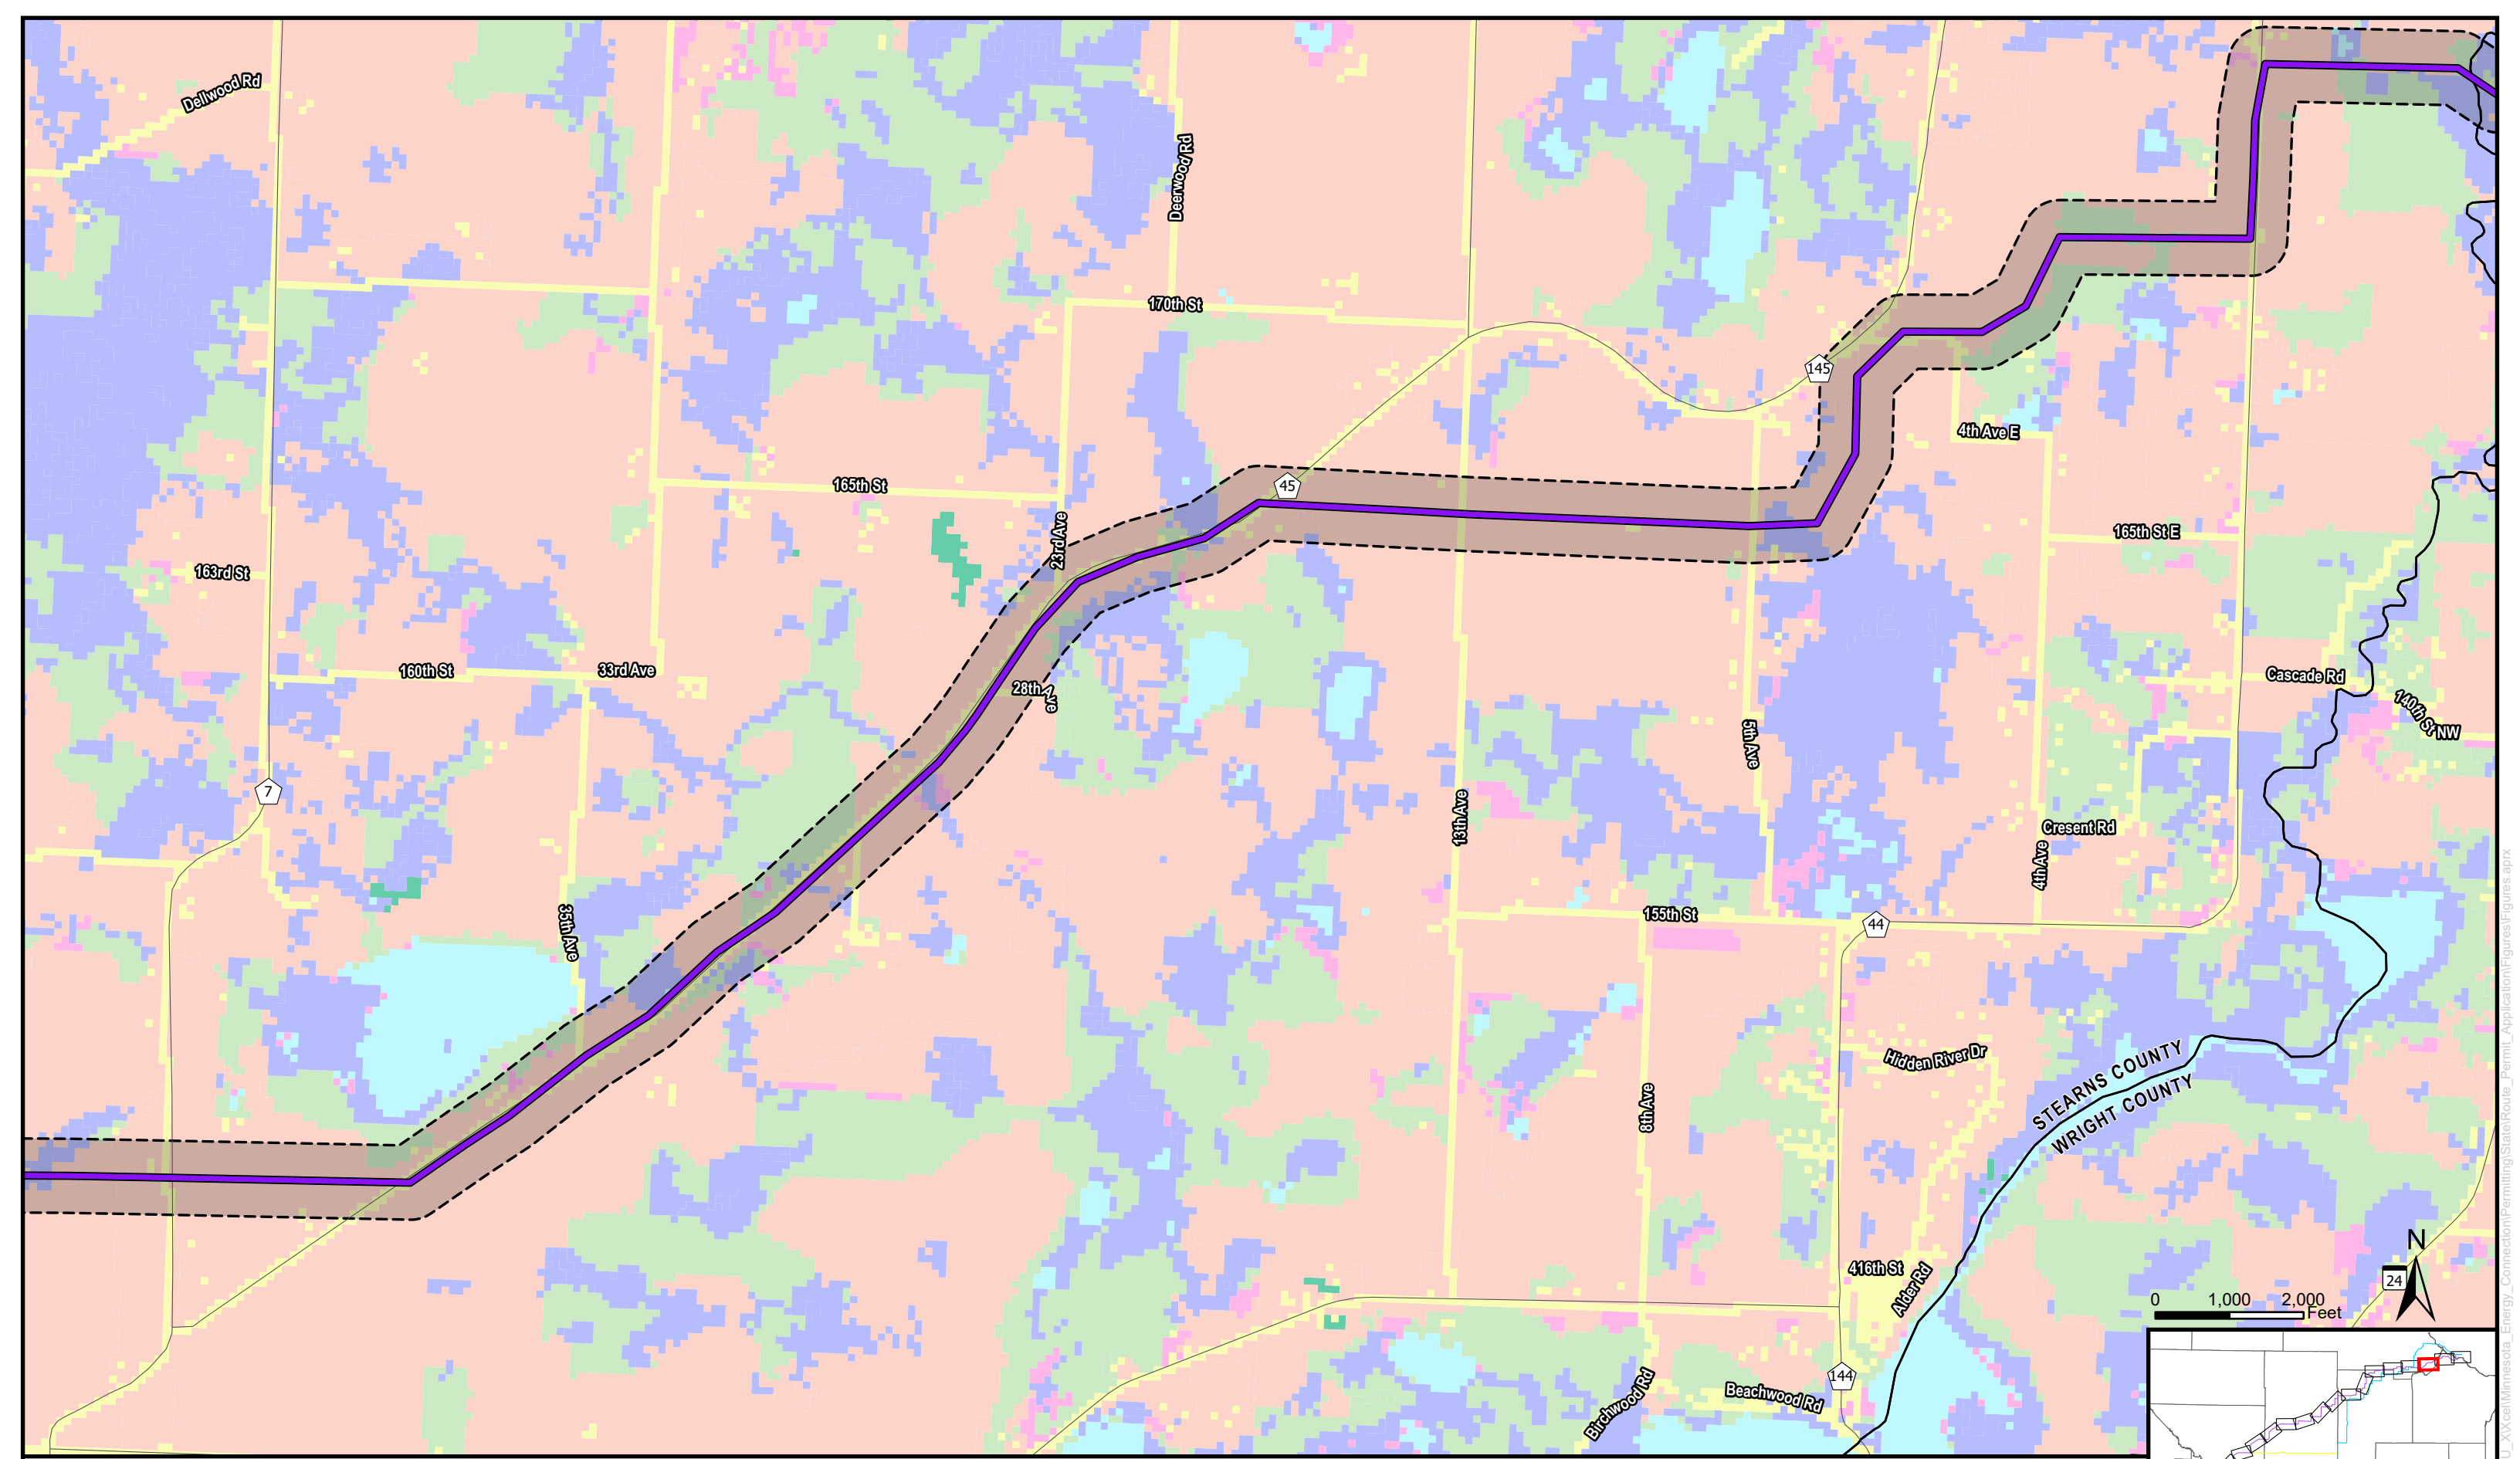 Dellwood Rd
Deerwood Rd
170th St
145
4th Ave E
45
165th St
23rd Ave
165th St E
163rd St
160th St
33rd Ave
28th Ave
Cascade Rd
140th St NW
5th Ave
7
13th Ave
Cresent Rd
4th Ave
35th Ave
155th St
44
Hidden River Dr
STEARNS COUNTY
WRIGHT COUNTY
8th Ave
416th St
Alder Rd
N
24
0 1,000 2,000
Feet
144
Birchwood Rd
Beachwood Rd